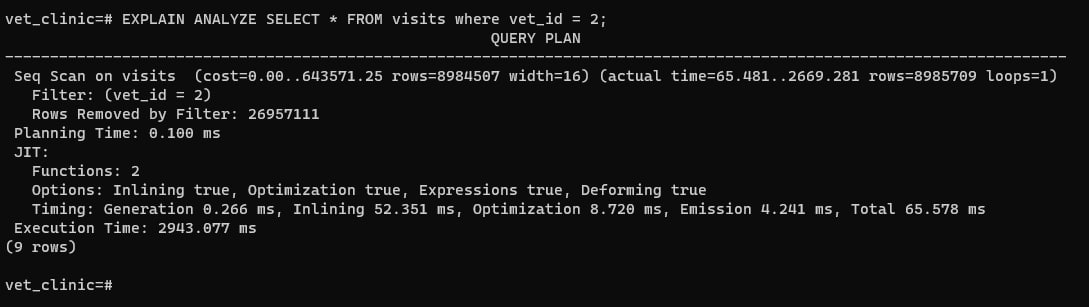 vet_clinic=# EXPLAIN ANALYZE SELECT * FROM visits where vet_id = 2;
QUERY PLAN
Seq Scan on visits  (cost=0.00..643571.25 rows=8984507 width=16) (actual time=65.481..2669.281 rows=8985709 loops=1)
Filter: (vet_id = 2)
Rows Removed by Filter: 26957111
Planning Time: 0.100 ms
JIT:
Functions: 2
Options: Inlining true, Optimization true, Expressions true, Deforming true
Timing: Generation 0.266 ms, Inlining 52.351 ms, Optimization 8.720 ms, Emission 4.241 ms, Total 65.578 ms
Execution Time: 2943.077 ms
(9 rows)
vet_clinic=#